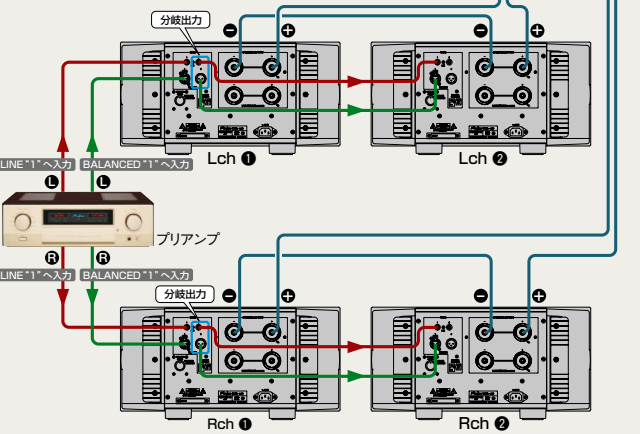 分岐出力
⊖ ⊕ ⊖ ⊕
Lch ❶
Lch ❷
LINE "1" へ入力
BALANCED "1" へ入力
L L
プリアンプ
R R
LINE "1" へ入力
BALANCED "1" へ入力
分岐出力
⊖ ⊕ ⊖ ⊕
Rch ❶
Rch ❷